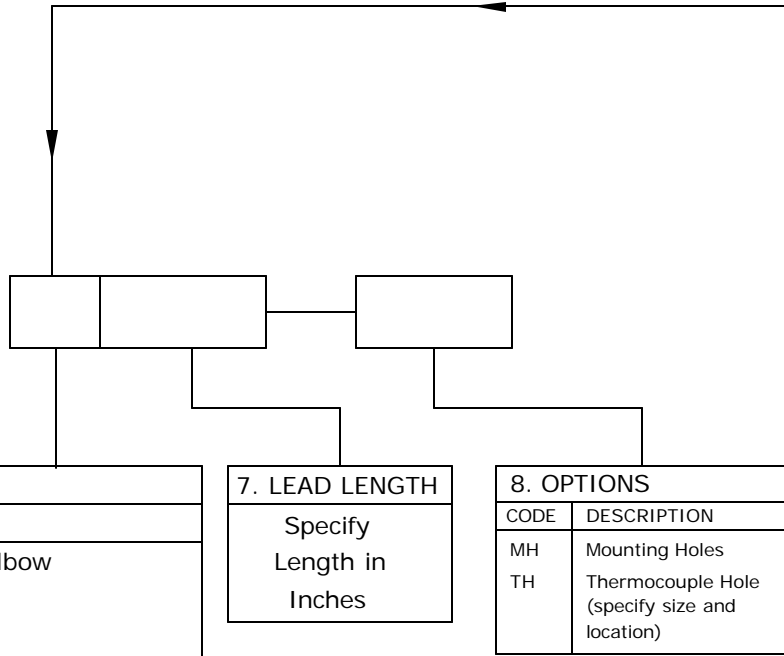 7. LEAD LENGTH
Specify
Length in
Inches
8. OPTIONS
CODE DESCRIPTION
MH Mounting Holes
TH Thermocouple Hole
(specify size and
location)